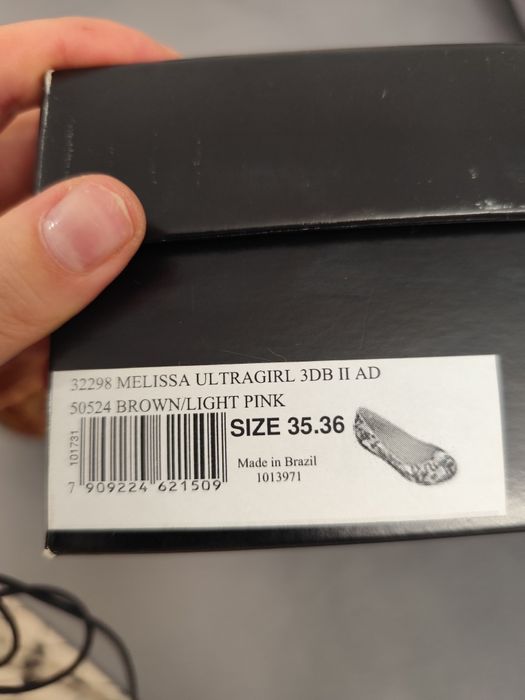 32298 MELISSA ULTRAGIRL 3DB II AD
50524 BROWN/LIGHT PINK
SIZE 35.36
101731
7 909224 621509
Made in Brazil
1013971